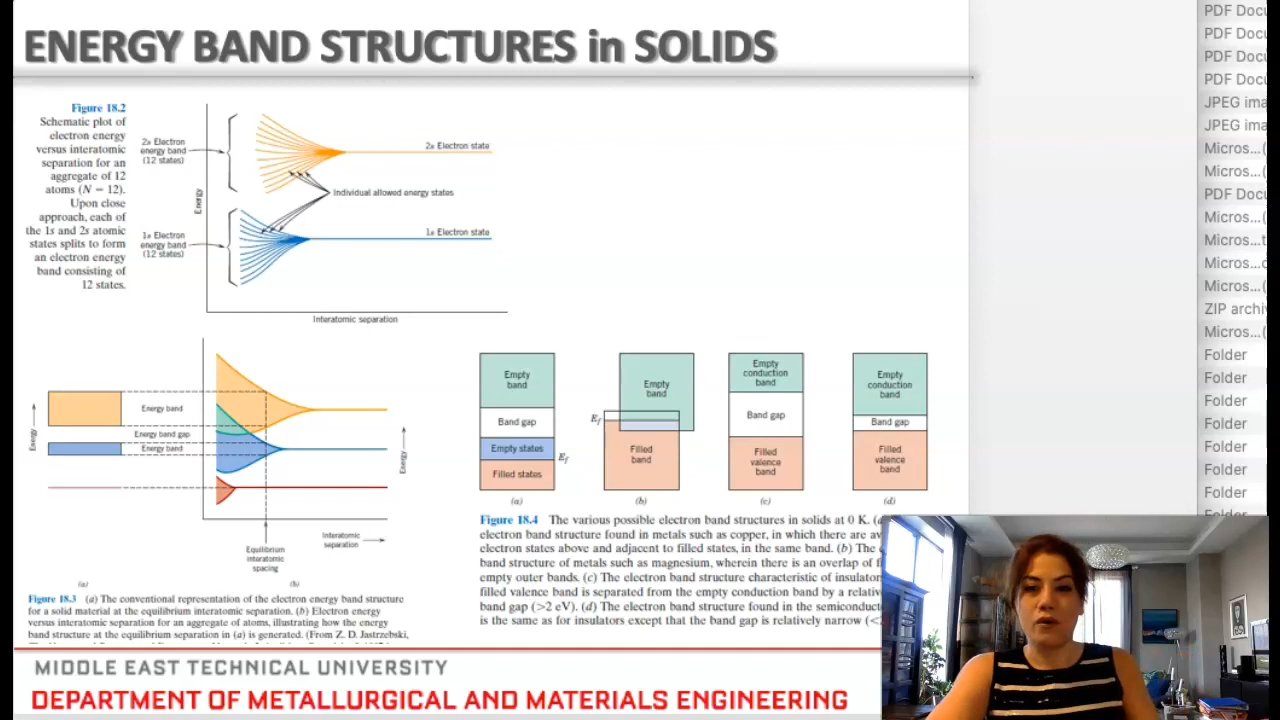 ENERGY BAND STRUCTURES in SOLIDS
Figure 18.2
Schematic plot of
electron energy
versus interatomic
separation for an
aggregate of 12
atoms (N = 12).
Upon close
approach, each of
the 1s and 2s atomic
states splits to form
an electron energy
band consisting of
12 states.
2s Electron
energy band
(12 states)
1s Electron
energy band
(12 states)
Energy
2s Electron state
Individual allowed energy states
1s Electron state
Interatomic separation
Energy
Energy band
Energy band gap
Energy band
Energy
Equilibrium
interatomic
spacing
Interatomic
separation
(a)
(b)
Figure 18.3 (a) The conventional representation of the electron energy band structure
for a solid material at the equilibrium interatomic separation. (b) Electron energy
versus interatomic separation for an aggregate of atoms, illustrating how the energy
band structure at the equilibrium separation in (a) is generated. (From Z. D. Jastrzebski,
Empty
band
Band gap
Empty states
Filled states
Ef
(a)
Empty
band
Ef
Filled
band
(b)
Empty
conduction
band
Band gap
Filled
valence
band
(c)
Empty
conduction
band
Band gap
Filled
valence
band
(d)
Figure 18.4 The various possible electron band structures in solids at 0 K. (a
electron band structure found in metals such as copper, in which there are av
electron states above and adjacent to filled states, in the same band. (b) The
band structure of metals such as magnesium, wherein there is an overlap of f
empty outer bands. (c) The electron band structure characteristic of insulator
filled valence band is separated from the empty conduction band by a relativ
band gap (>2 eV). (d) The electron band structure found in the semiconduct
is the same as for insulators except that the band gap is relatively narrow (<
MIDDLE EAST TECHNICAL UNIVERSITY
DEPARTMENT OF METALLURGICAL AND MATERIALS ENGINEERING
PDF Docu
PDF Docu
PDF Docu
PDF Docu
JPEG ima
JPEG ima
Micros...(
Micros...(
PDF Docu
Micros...(
Micros...t
Micros...c
Micros...(
ZIP archi
Micros...(
Folder
Folder
Folder
Folder
Folder
Folder
Folder
Folder